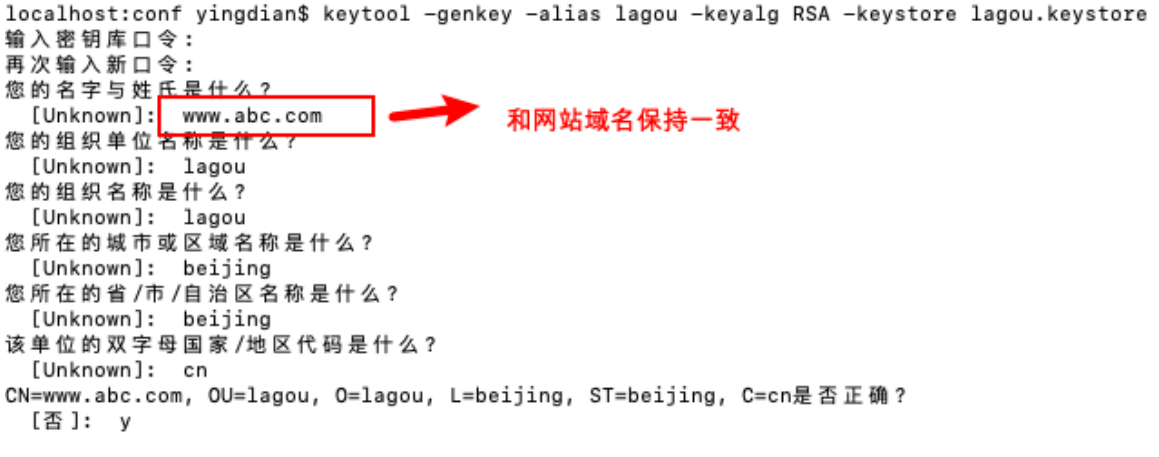 localhost:conf yingdian$ keytool -genkey -alias lagou -keyalg RSA -keystore lagou.keystore
输入密钥库口令:
再次输入新口令:
您的名字与姓氏是什么?
[Unknown]: www.abc.com
和网站域名保持一致
您的组织单位名称是什么?
[Unknown]: lagou
您的组织名称是什么?
[Unknown]: lagou
您所在的城市或区域名称是什么?
[Unknown]: beijing
您所在的省/市/自治区名称是什么?
[Unknown]: beijing
该单位的双字母国家/地区代码是什么?
[Unknown]: cn
CN=www.abc.com, OU=lagou, O=lagou, L=beijing, ST=beijing, C=cn是否正确?
[否]: y